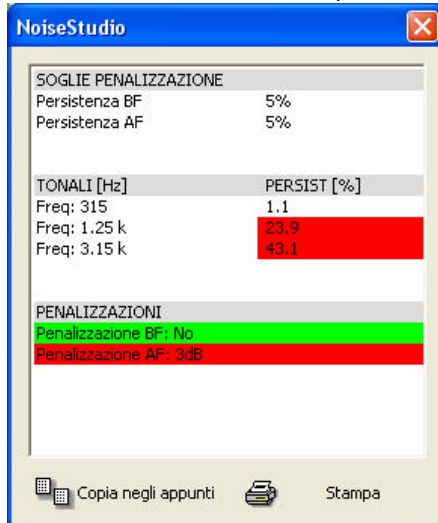 NoiseStudio
SOGLIE PENALIZZAZIONE
Persistenza BF 5%
Persistenza AF 5%
TONALI [Hz] PERSIST [%]
Freq: 315 1.1
Freq: 1.25 k 23.9
Freq: 3.15 k 43.1
PENALIZZAZIONI
Penalizzazione BF: No
Penalizzazione AF: 3dB
Copia negli appunti Stampa